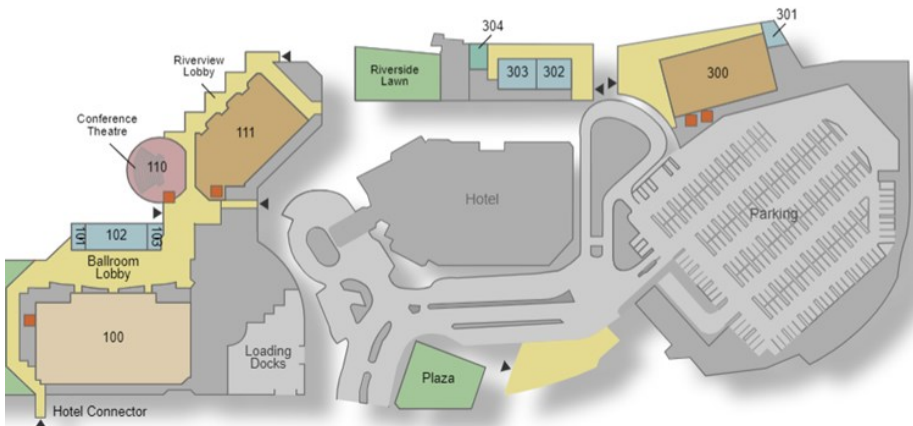 304
301
Riverview
Lobby
Riverside
Lawn
303
302
300
Conference
Theatre
111
110
Hotel
Parking
101
102
103
Ballroom
Lobby
100
Loading
Docks
Plaza
Hotel Connector